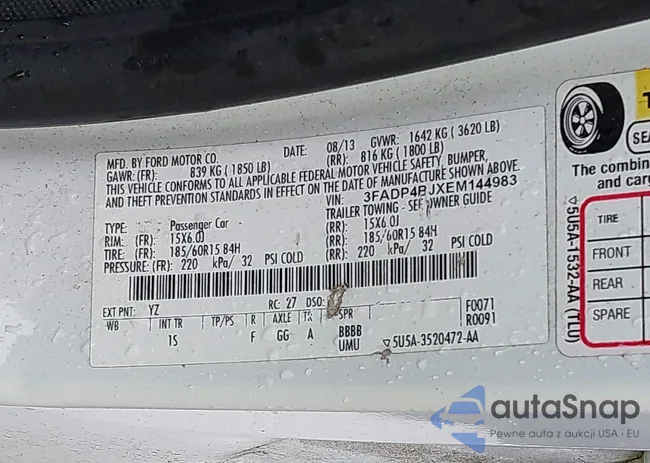 MFD. BY FORD MOTOR CO. DATE: 08/13 GVWR: 1642 KG ( 3620 LB)
GAWR: (FR): 839 KG ( 1850 LB) (RR): 816 KG ( 1800 LB)
THIS VEHICLE CONFORMS TO ALL APPLICABLE FEDERAL MOTOR VEHICLE SAFETY, BUMPER,
AND THEFT PREVENTION STANDARDS IN EFFECT ON THE DATE OF MANUFACTURE SHOWN ABOVE.
VIN: 3FADP4BJXEM144983
TYPE: Passenger Car TRAILER TOWING - SEE OWNER GUIDE
RIM: (FR): 15X6.0J (RR): 15X6.0J
TIRE: (FR): 185/60R15 84H (RR): 185/60R15 84H
PRESSURE: (FR): 220 kPa/ 32 PSI COLD (RR): 220 kPa/ 32 PSI COLD
EXT PNT: YZ RC: 27 DSO: F0071
WB INT TR TP/PS R AXLE TR SPR R0091
1S F GG A BBBB
UMU ▽5U5A-3520472-AA
T
SEA
The combin
and carg
TIRE
FRONT
REAR
SPARE
▽5U5A-1532-AA (TLU)
autaSnap
Pewne auta z aukcji USA i EU